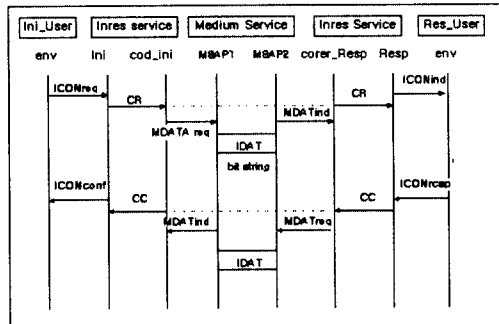 Ini_User Inres service Medium Service Inres Service Res_User
env Ini cod_ini MSAP1 MSAP2 corer_Resp Resp env
ICONreq CR CR ICONind
MDATA req MDATind
IDAT
bit string
ICONconf CC CC ICONresp
MDATind MDATreq
IDAT